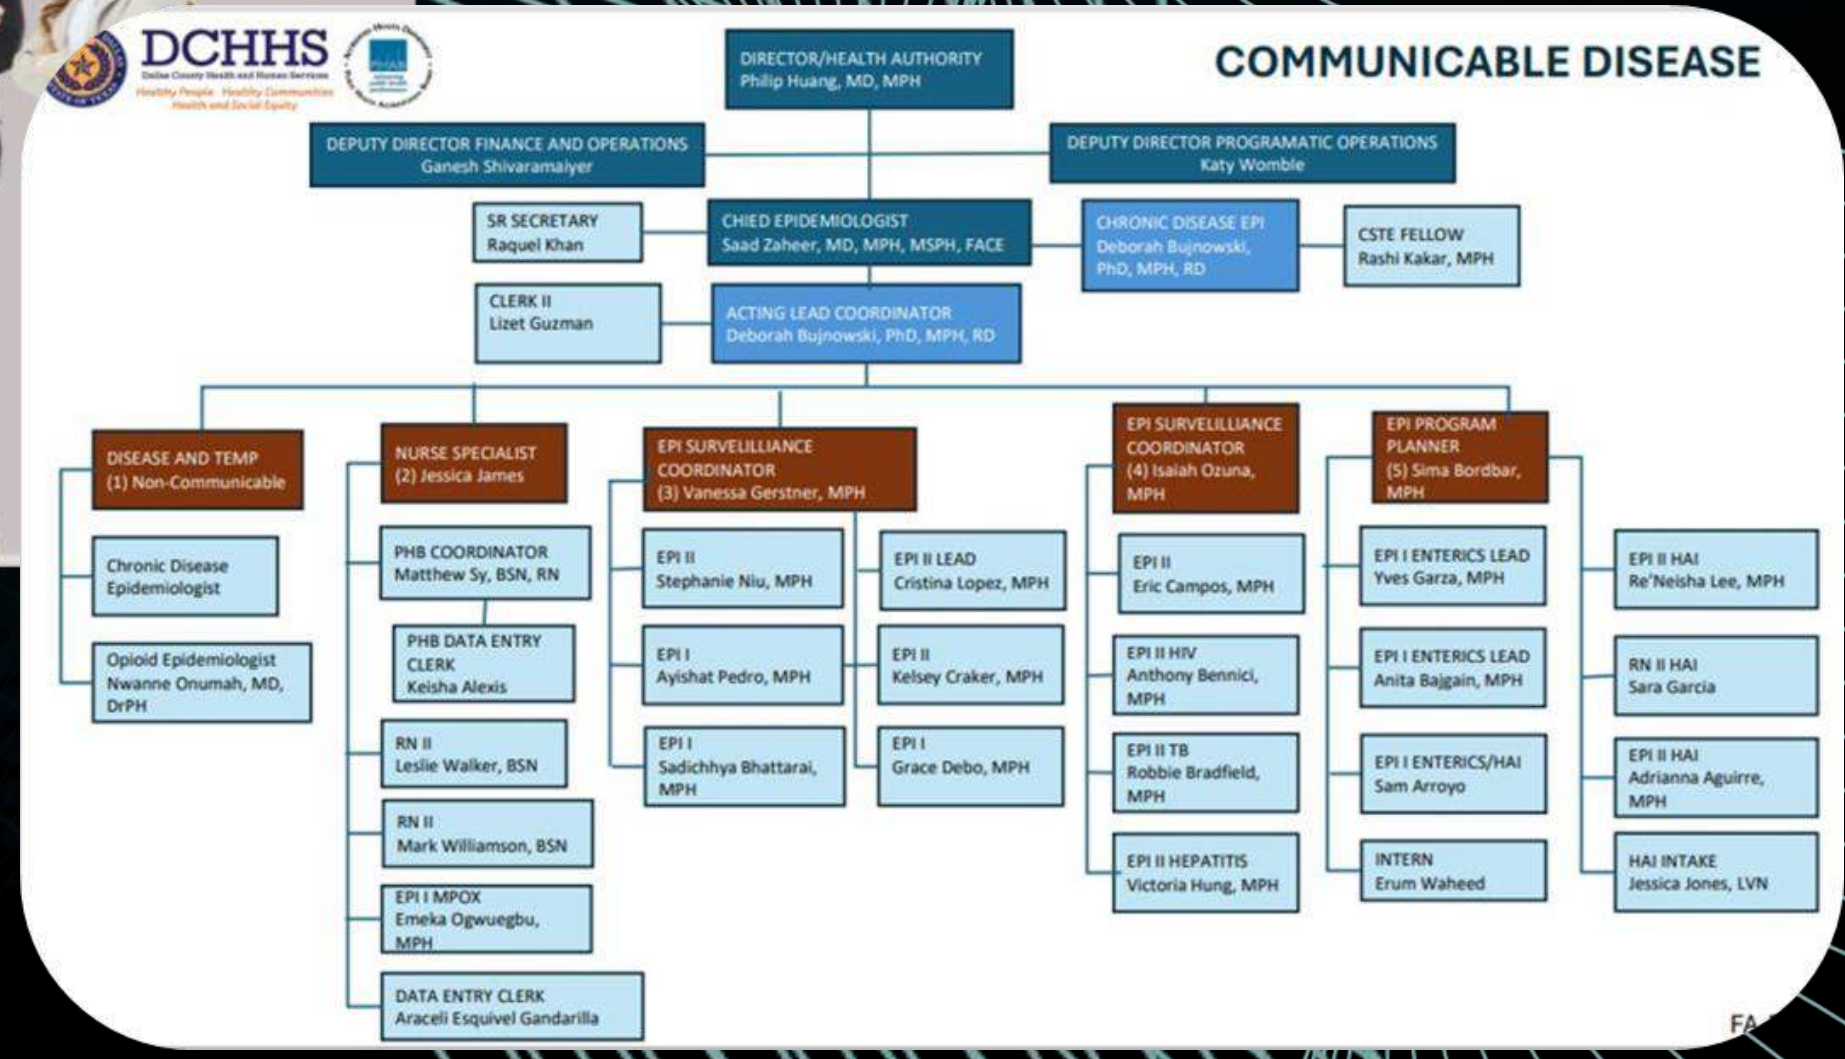 DCHHS
Dallas County Health and Human Services
Healthy People - Healthy Communities
Health and Social Equity
PHAB
COMMUNICABLE DISEASE
DIRECTOR/HEALTH AUTHORITY
Philip Huang, MD, MPH
DEPUTY DIRECTOR FINANCE AND OPERATIONS
Ganesh Shivaramaiyer
DEPUTY DIRECTOR PROGRAMATIC OPERATIONS
Katy Womble
SR SECRETARY
Raquel Khan
CHIED EPIDEMIOLOGIST
Saad Zaheer, MD, MPH, MSPH, FACE
CHRONIC DISEASE EPI
Deborah Bujnowski,
PhD, MPH, RD
CSTE FELLOW
Rashi Kakar, MPH
CLERK II
Lizet Guzman
ACTING LEAD COORDINATOR
Deborah Bujnowski, PhD, MPH, RD
DISEASE AND TEMP
(1) Non-Communicable
Chronic Disease
Epidemiologist
Opioid Epidemiologist
Nwanne Onumah, MD,
DrPH
NURSE SPECIALIST
(2) Jessica James
PHB COORDINATOR
Matthew Sy, BSN, RN
PHB DATA ENTRY
CLERK
Keisha Alexis
RN II
Leslie Walker, BSN
RN II
Mark Williamson, BSN
EPI I MPOX
Emeka Ogwuegbu,
MPH
DATA ENTRY CLERK
Araceli Esquivel Gandarilla
EPI SURVELILLIANCE
COORDINATOR
(3) Vanessa Gerstner, MPH
EPI II
Stephanie Niu, MPH
EPI I
Ayishat Pedro, MPH
EPI I
Sadichhya Bhattarai,
MPH
EPI II LEAD
Cristina Lopez, MPH
EPI II
Kelsey Craker, MPH
EPI I
Grace Debo, MPH
EPI SURVELILLIANCE
COORDINATOR
(4) Isaiah Ozuna,
MPH
EPI II
Eric Campos, MPH
EPI II HIV
Anthony Bennici,
MPH
EPI II TB
Robbie Bradfield,
MPH
EPI II HEPATITIS
Victoria Hung, MPH
EPI PROGRAM
PLANNER
(5) Sima Bordbar,
MPH
EPI I ENTERICS LEAD
Yves Garza, MPH
EPI I ENTERICS LEAD
Anita Bajgain, MPH
EPI I ENTERICS/HAI
Sam Arroyo
INTERN
Erum Waheed
EPI II HAI
Re'Neisha Lee, MPH
RN II HAI
Sara Garcia
EPI II HAI
Adrianna Aguirre,
MPH
HAI INTAKE
Jessica Jones, LVN
FA